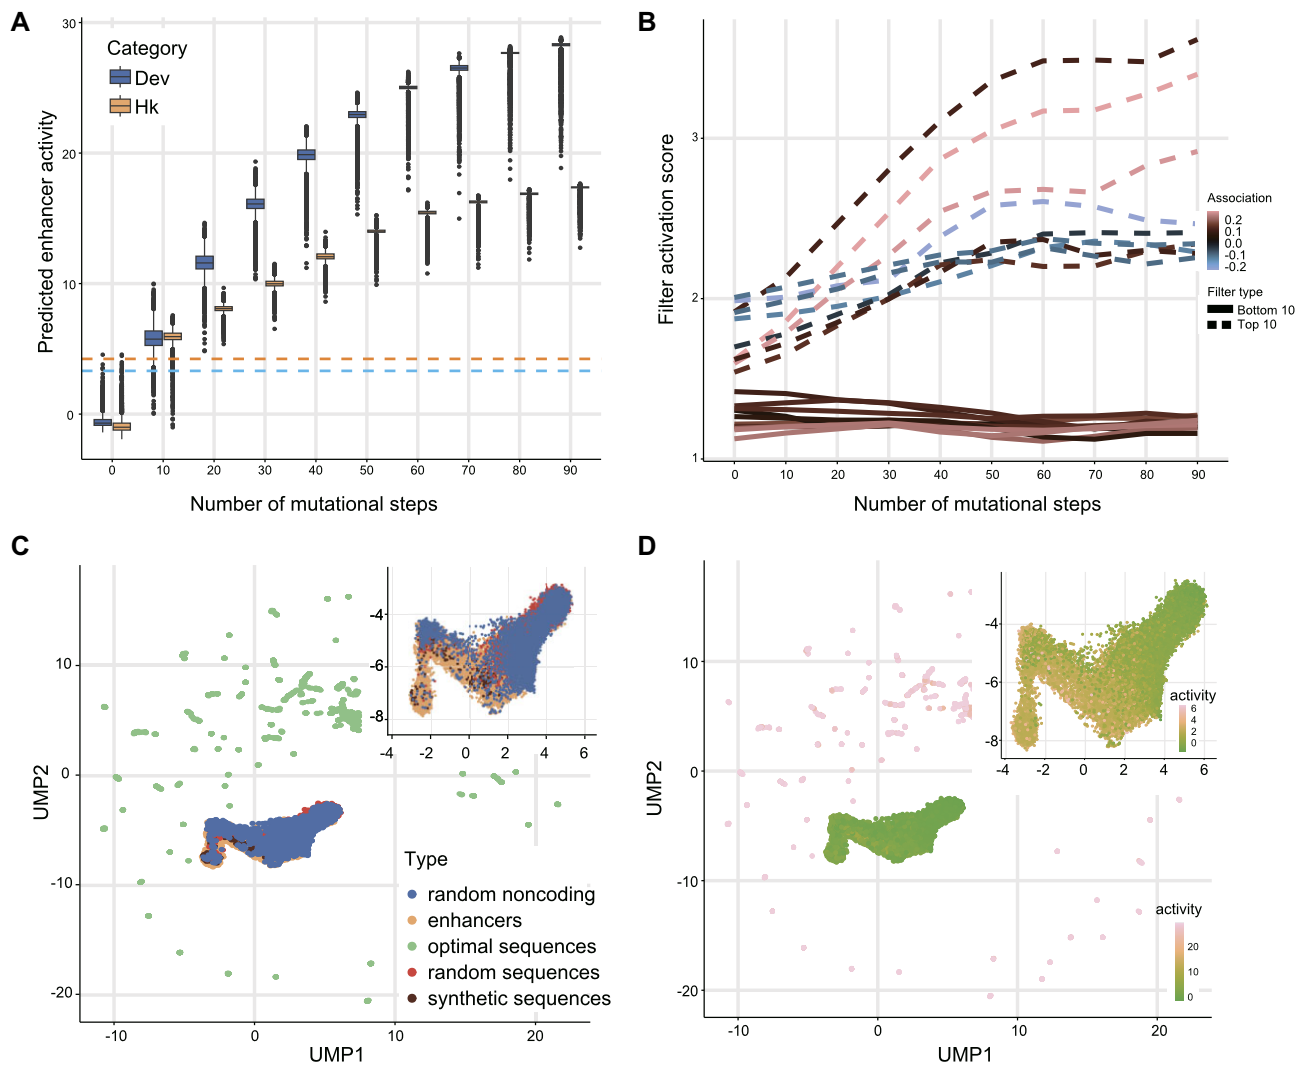 A
Category
Dev
Hk
Predicted enhancer activity
30
20
10
0
0 10 20 30 40 50 60 70 80 90
Number of mutational steps
B
Filter activation score
3
2
1
0 10 20 30 40 50 60 70 80 90
Number of mutational steps
Association
0.2
0.1
0.0
-0.1
-0.2
Filter type
Bottom 10
Top 10
C
UMP2
10
0
-10
-20
-10 0 10 20
UMP1
-4
-6
-8
-4 -2 0 2 4 6
Type
random noncoding
enhancers
optimal sequences
random sequences
synthetic sequences
D
UMP2
10
0
-10
-20
-10 0 10 20
UMP1
-4
-6
-8
-4 -2 0 2 4 6
activity
6
4
2
0
activity
20
10
0